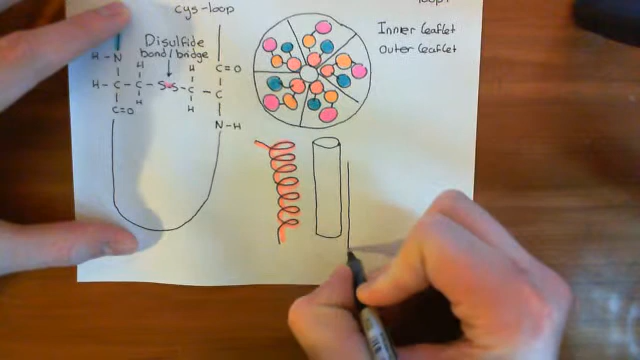 cys-loop
Disulfide
bond/bridge
H-N
H H
H-C-C-S-S-C-C
H H
C=O
C=O
N-H
Inner leaflet
Outer leaflet